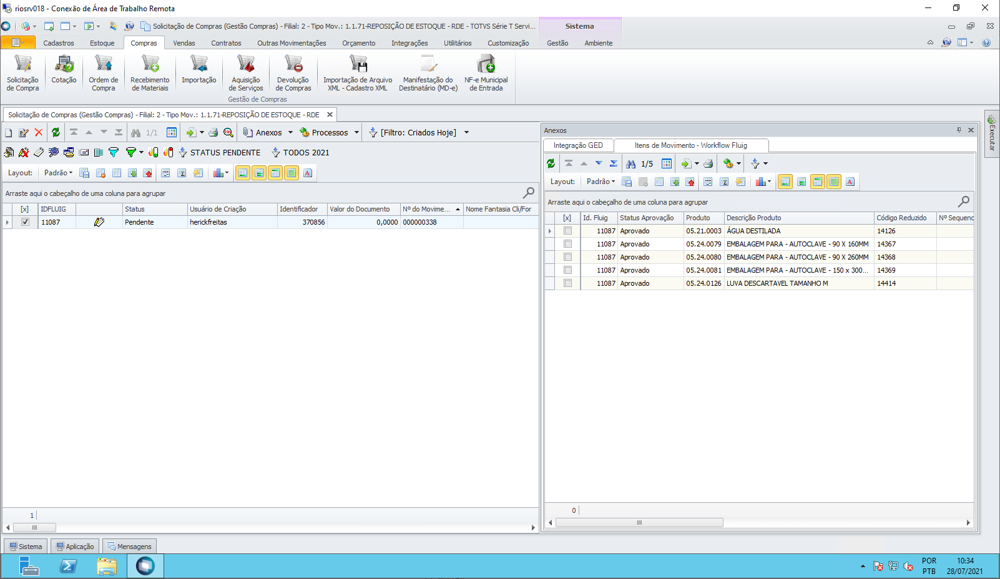 riosrv018 - Conexão de Área de Trabalho Remota
Solicitação de Compras (Gestão Compras) - Filial: 2 - Tipo Mov.: 1.1.71-REPOSIÇÃO DE ESTOQUE - RDE - TOTVS Série T Servi...
Sistema
Cadastros Estoque Compras Vendas Contratos Outras Movimentações Orçamento Integrações Utilitários Customização Gestão Ambiente
Solicitação de Compra
Cotação
Ordem de Compra
Recebimento de Materiais
Importação
Aquisição de Serviços
Devolução de Compras
Importação de Arquivo XML - Cadastro XML
Manifestação do Destinatário (MD-e)
NF-e Municipal de Entrada
Gestão de Compras
Solicitação de Compras (Gestão Compras) - Filial: 2 - Tipo Mov.: 1.1.71-REPOSIÇÃO DE ESTOQUE - RDE
1/1 Anexos Processos [Filtro: Criados Hoje]
STATUS PENDENTE TODOS 2021
Layout: Padrão
Arraste aqui o cabeçalho de uma coluna para agrupar
[x] IDFLUIG Status Usuário de Criação Identificador Valor do Documento Nº do Movime... Nome Fantasia Cli/For
11087 Pendente herickfreitas 370856 0,0000 000000338
1
Anexos
Integração GED Itens de Movimento - Workflow Fluig
1/5
Layout: Padrão
Arraste aqui o cabeçalho de uma coluna para agrupar
[x] Id. Fluig Status Aprovação Produto Descrição Produto Código Reduzido Nº Sequenc
11087 Aprovado 05.21.0003 ÁGUA DESTILADA 14126
11087 Aprovado 05.24.0079 EMBALAGEM PARA - AUTOCLAVE - 90 X 160MM 14367
11087 Aprovado 05.24.0080 EMBALAGEM PARA - AUTOCLAVE - 90 X 260MM 14368
11087 Aprovado 05.24.0081 EMBALAGEM PARA - AUTOCLAVE - 150 x 300... 14369
11087 Aprovado 05.24.0126 LUVA DESCARTAVEL TAMANHO M 14414
0
Executar
Sistema Aplicação Mensagens
POR 10:34
PTB 28/07/2021